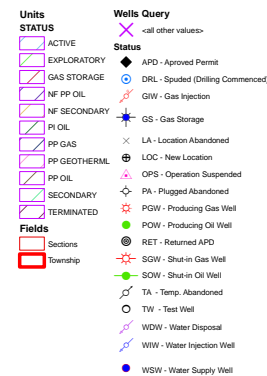 Units
STATUS
ACTIVE
EXPLORATORY
GAS STORAGE
NF PP OIL
NF SECONDARY
PI OIL
PP GAS
PP GEOTHERML
PP OIL
SECONDARY
TERMINATED
Fields
Sections
Township
Wells Query
<all other values>
Status
APD - Aproved Permit
DRL - Spuded (Drilling Commenced)
GIW - Gas Injection
GS - Gas Storage
LA - Location Abandoned
LOC - New Location
OPS - Operation Suspended
PA - Plugged Abandoned
PGW - Producing Gas Well
POW - Producing Oil Well
RET - Returned APD
SGW - Shut-in Gas Well
SOW - Shut-in Oil Well
TA - Temp. Abandoned
TW - Test Well
WDW - Water Disposal
WIW - Water Injection Well
WSW - Water Supply Well